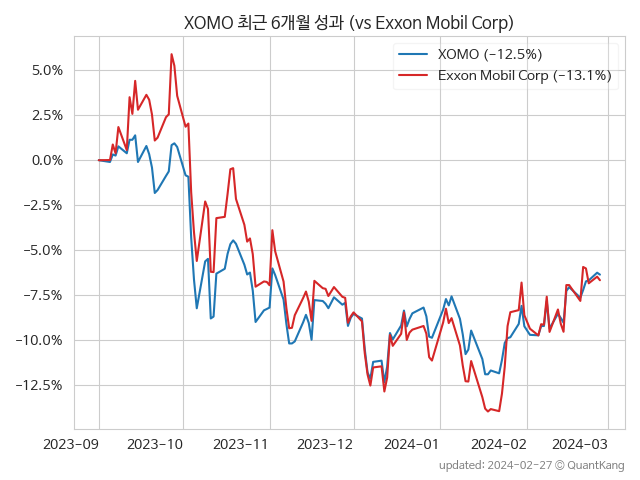 XOMO 최근 6개월 성과 (vs Exxon Mobil Corp)
XOMO (−12.5%)
Exxon Mobil Corp (−13.1%)
5.0%
2.5%
0.0%
−2.5%
−5.0%
−7.5%
−10.0%
−12.5%
2023-09 2023-10 2023-11 2023-12 2024-01 2024-02 2024-03
updated: 2024-02-27 © QuantKang